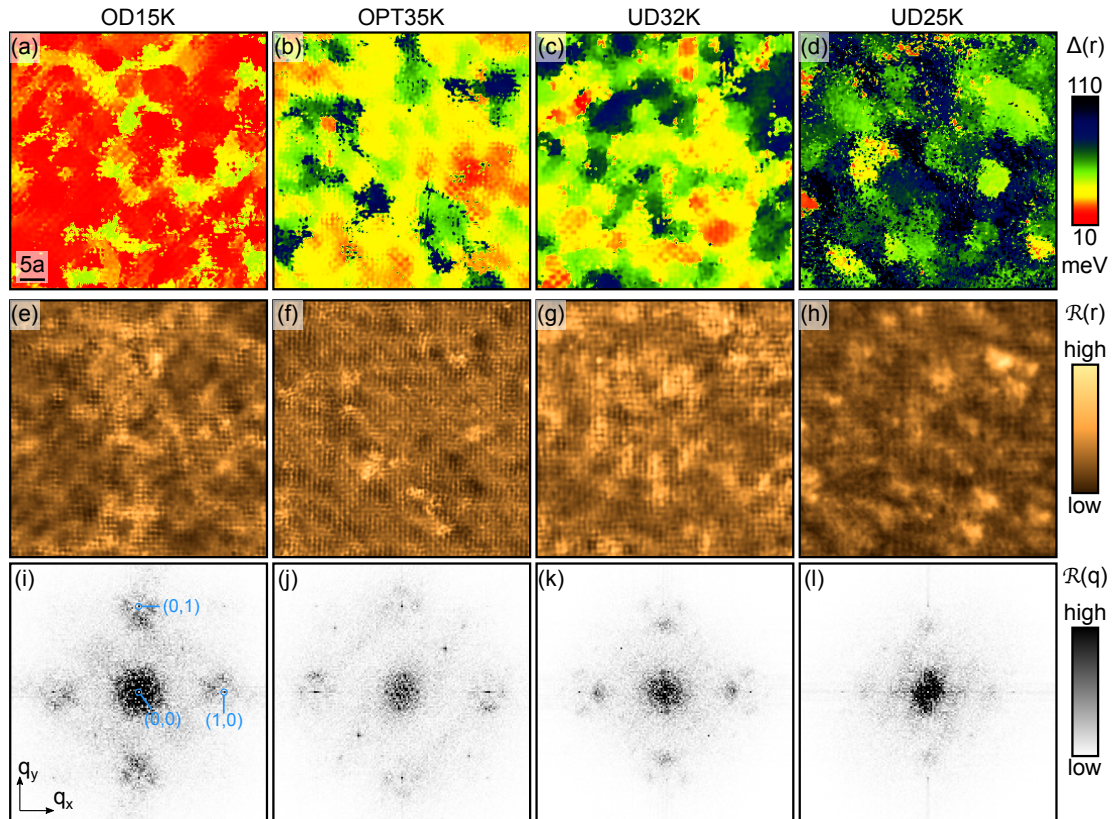 OD15K OPT35K UD32K UD25K
(a) (b) (c) (d) Δ(r)
110
5a
10
meV
(e) (f) (g) (h) ℛ(r)
high
low
(i) (j) (k) (l) ℛ(q)
high
(0,1)
(0,0) (1,0)
low
q_y
q_x